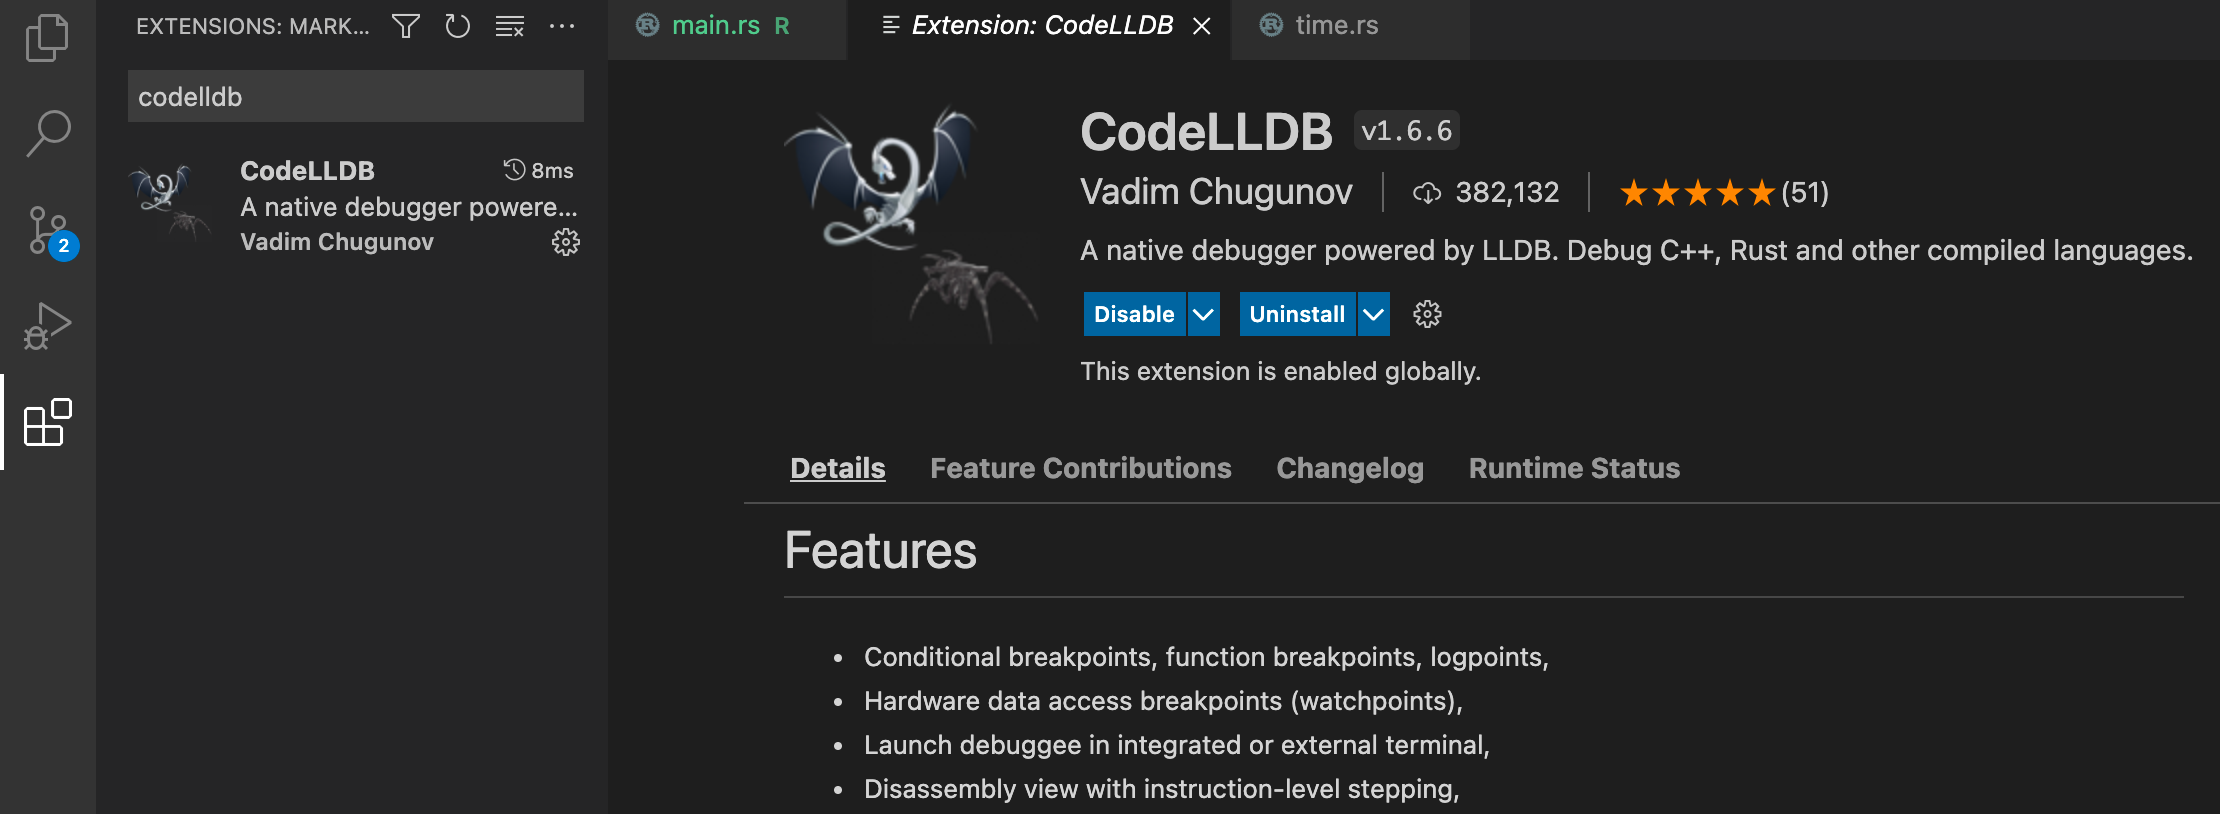 EXTENSIONS: MARK...
main.rs R
Extension: CodeLLDB
time.rs
codelldb
CodeLLDB 8ms
A native debugger powere...
Vadim Chugunov
2
CodeLLDB v1.6.6
Vadim Chugunov 382,132 (51)
A native debugger powered by LLDB. Debug C++, Rust and other compiled languages.
Disable Uninstall
This extension is enabled globally.
Details Feature Contributions Changelog Runtime Status
Features
• Conditional breakpoints, function breakpoints, logpoints,
• Hardware data access breakpoints (watchpoints),
• Launch debuggee in integrated or external terminal,
• Disassembly view with instruction-level stepping,